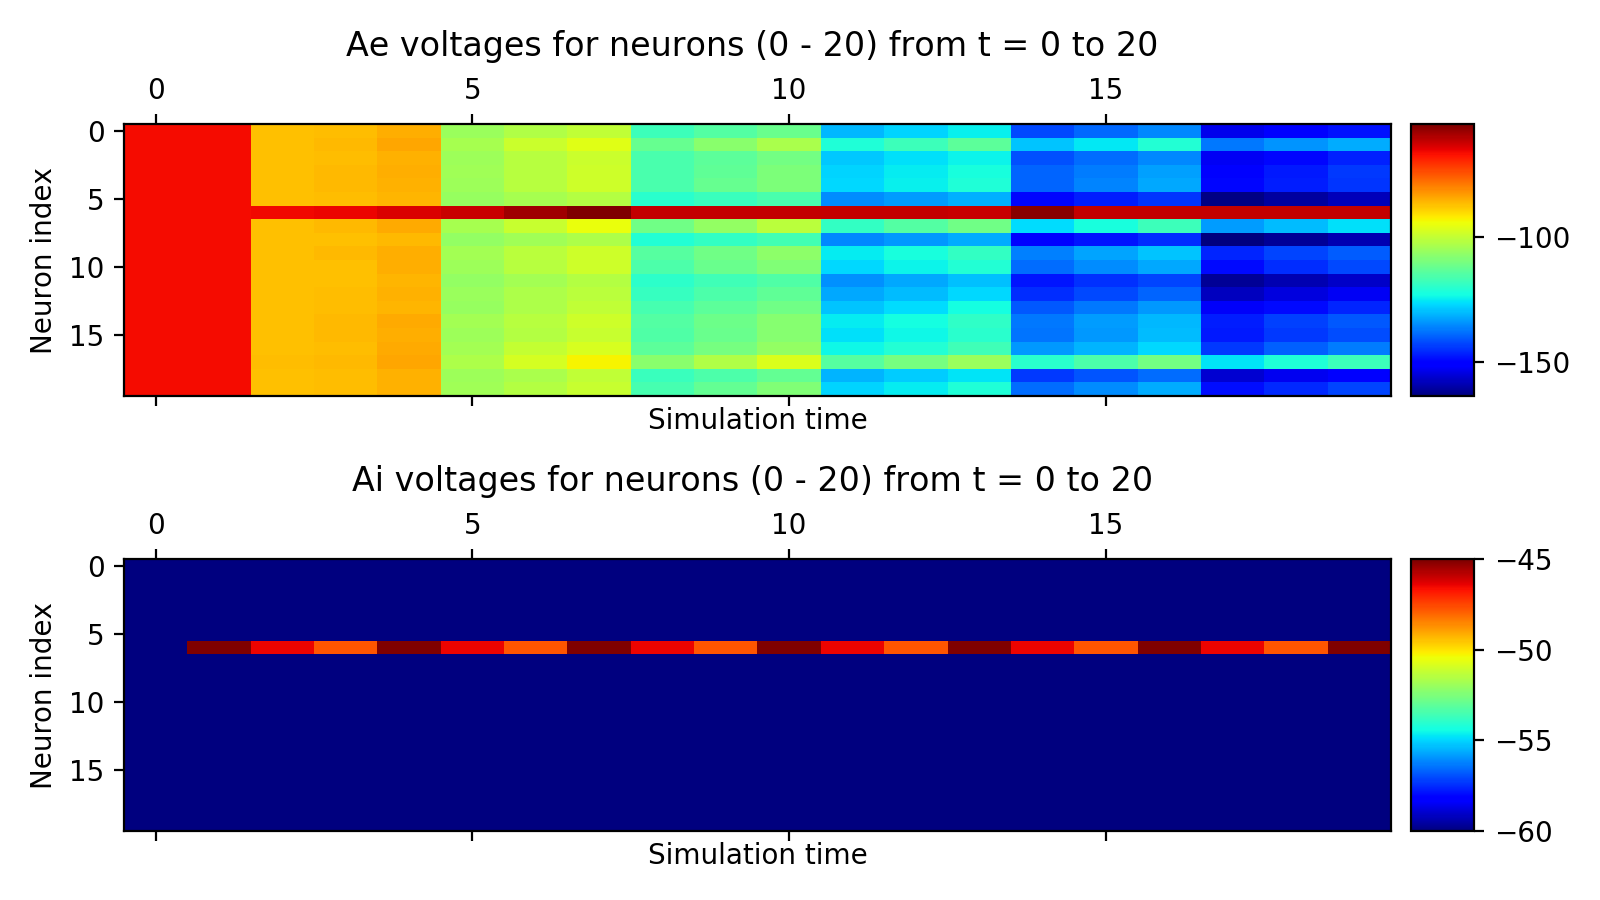 Ae voltages for neurons (0 - 20) from t = 0 to 20
0 5 10 15
Neuron index
0
5
10
15
−100
−150
Simulation time
Ai voltages for neurons (0 - 20) from t = 0 to 20
0 5 10 15
Neuron index
0
5
10
15
−45
−50
−55
−60
Simulation time